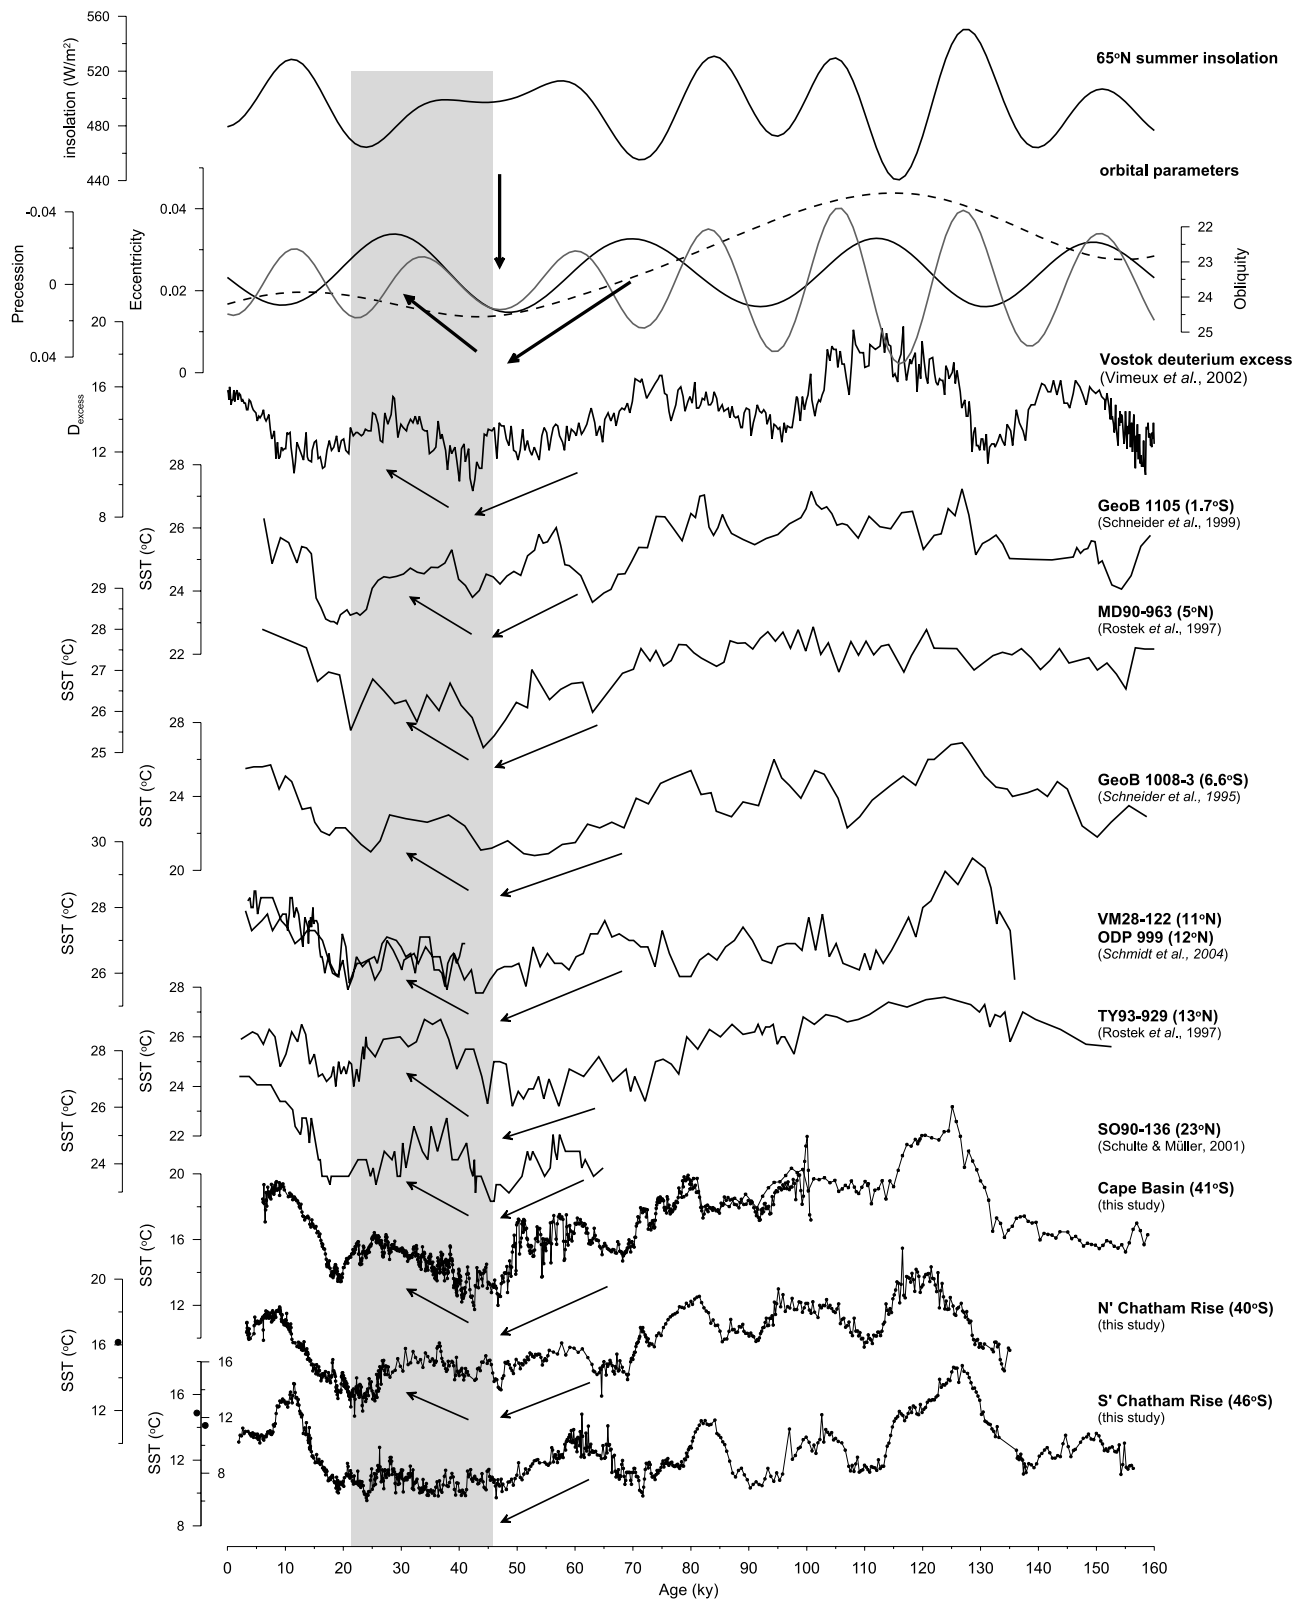 560
520
480
440
insolation (W/m²)
65°N summer insolation
orbital parameters
-0.04
0
0.04
Precession
0.04
0.02
0
Eccentricity
22
23
24
25
Obliquity
20
16
12
8
Dexcess
Vostok deuterium excess
(Vimeux et al., 2002)
28
26
24
22
SST (°C)
GeoB 1105 (1.7°S)
(Schneider et al., 1999)
29
28
27
26
25
SST (°C)
MD90-963 (5°N)
(Rostek et al., 1997)
28
24
20
SST (°C)
GeoB 1008-3 (6.6°S)
(Schneider et al., 1995)
30
28
26
SST (°C)
VM28-122 (11°N)
ODP 999 (12°N)
(Schmidt et al., 2004)
28
26
24
22
SST (°C)
TY93-929 (13°N)
(Rostek et al., 1997)
28
26
24
SST (°C)
SO90-136 (23°N)
(Schulte & Müller, 2001)
20
16
12
SST (°C)
Cape Basin (41°S)
(this study)
20
16
12
SST (°C)
N' Chatham Rise (40°S)
(this study)
16
12
8
16
12
8
SST (°C)
S' Chatham Rise (46°S)
(this study)
0 10 20 30 40 50 60 70 80 90 100 110 120 130 140 150 160
Age (ky)